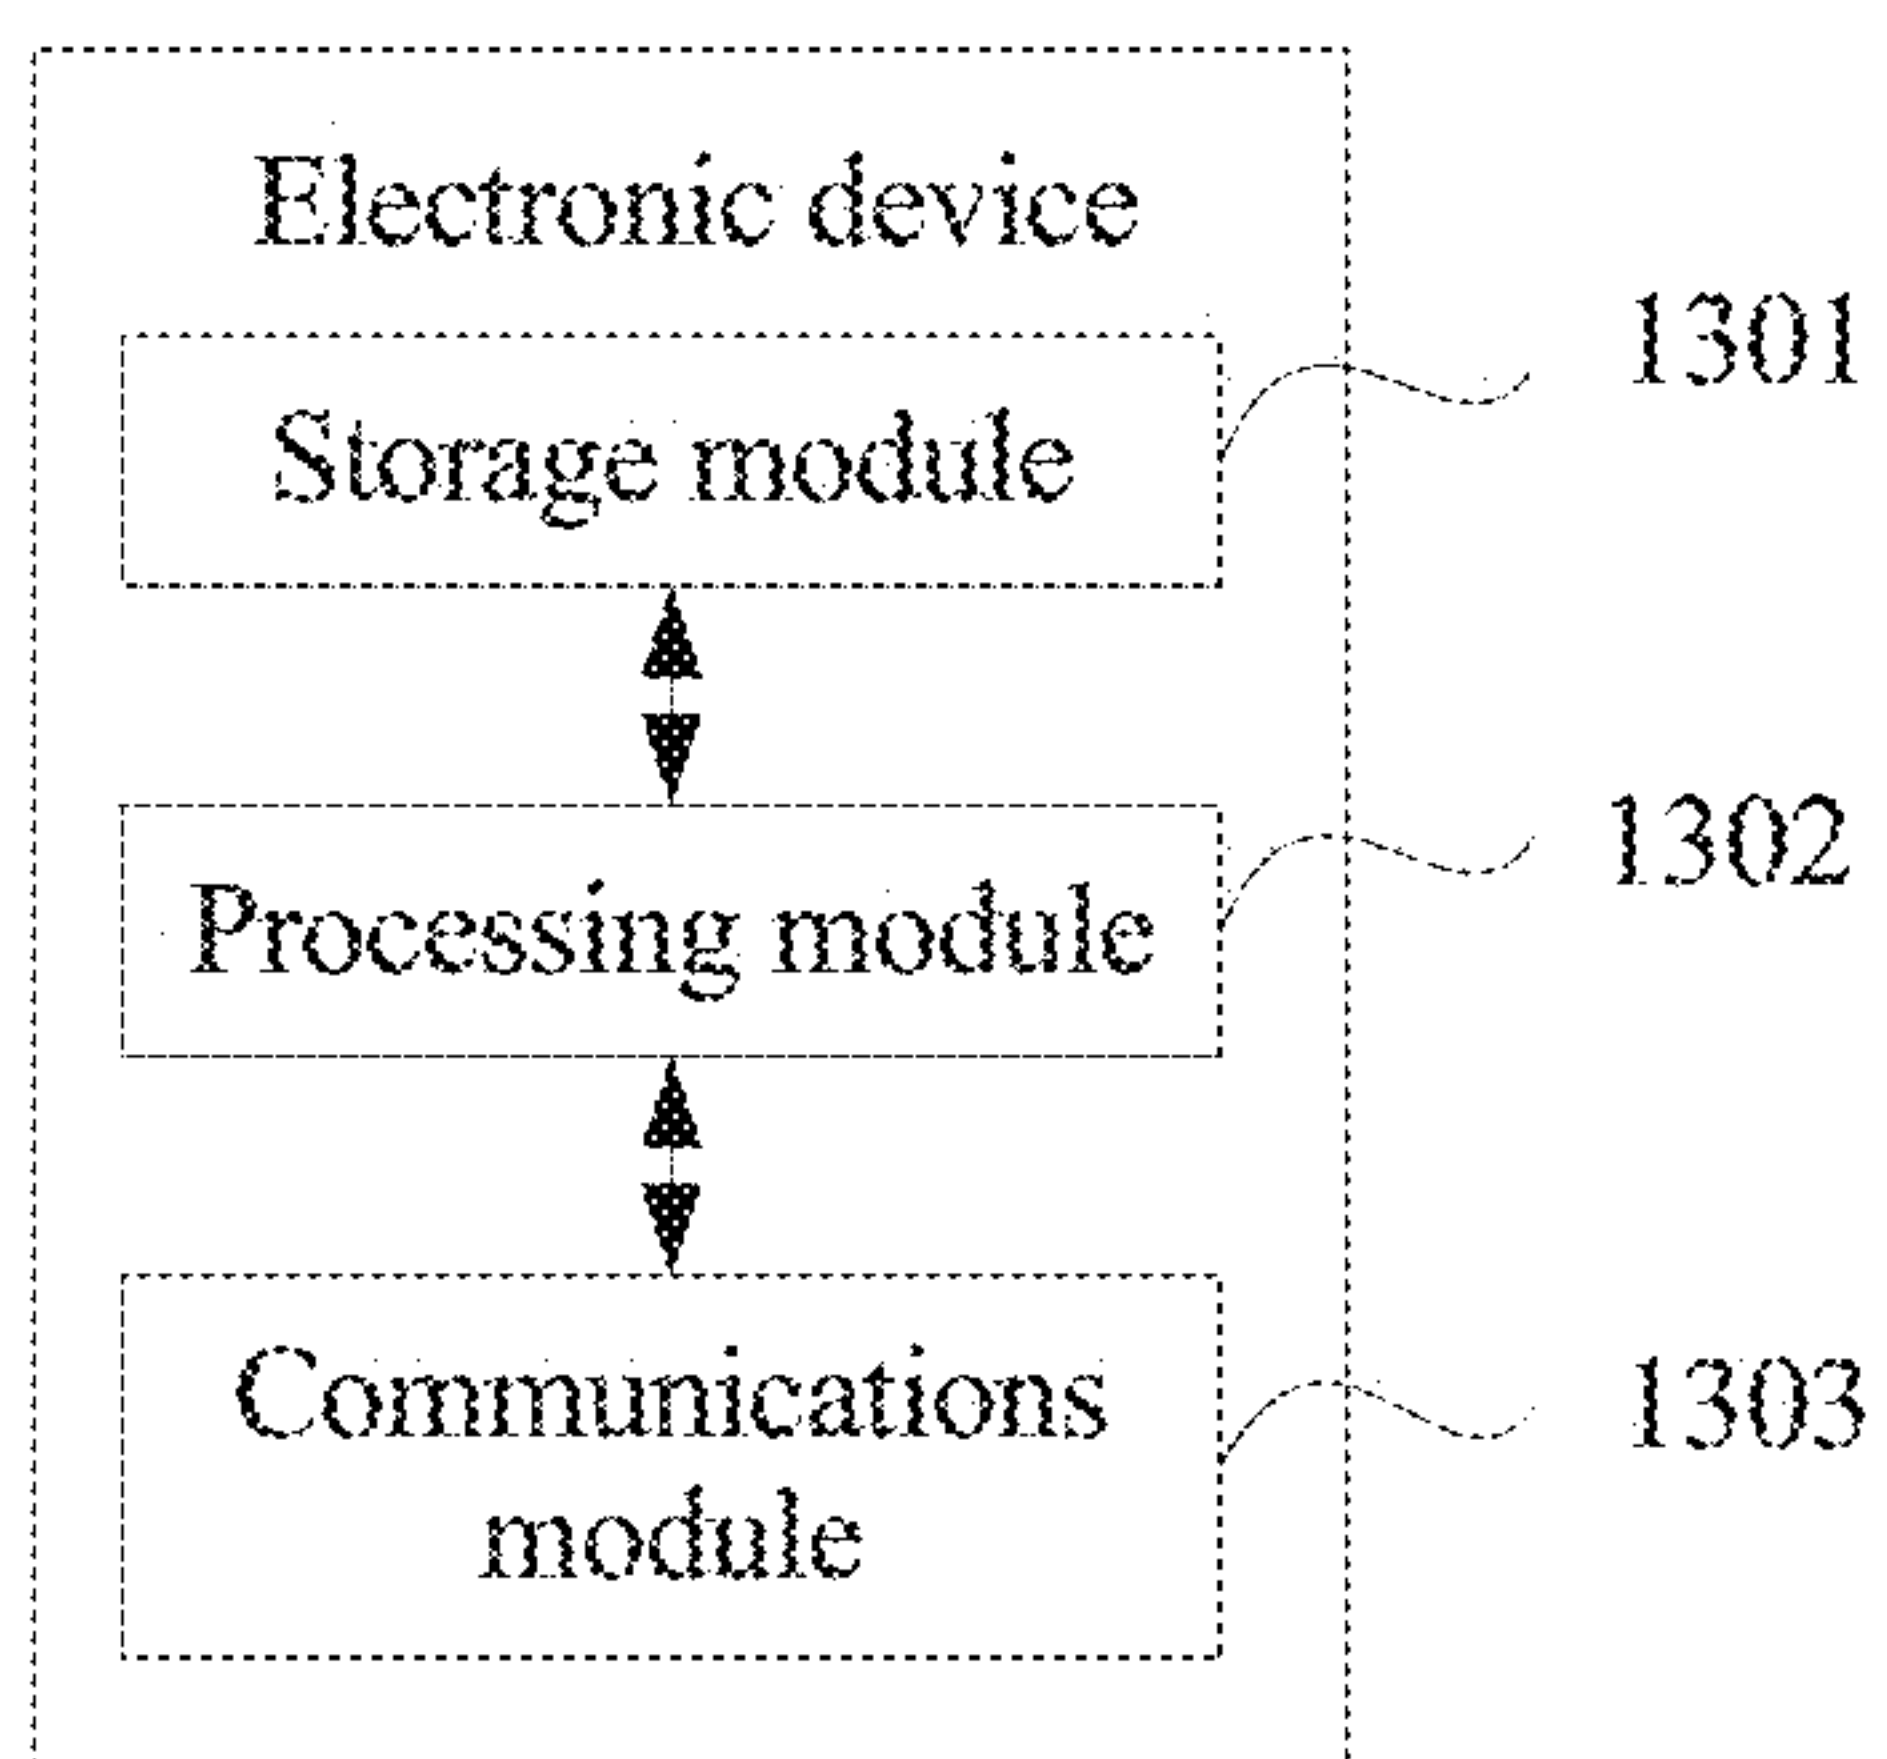 Electronic device
1301
Storage module
1302
Processing module
1303
Communications
module